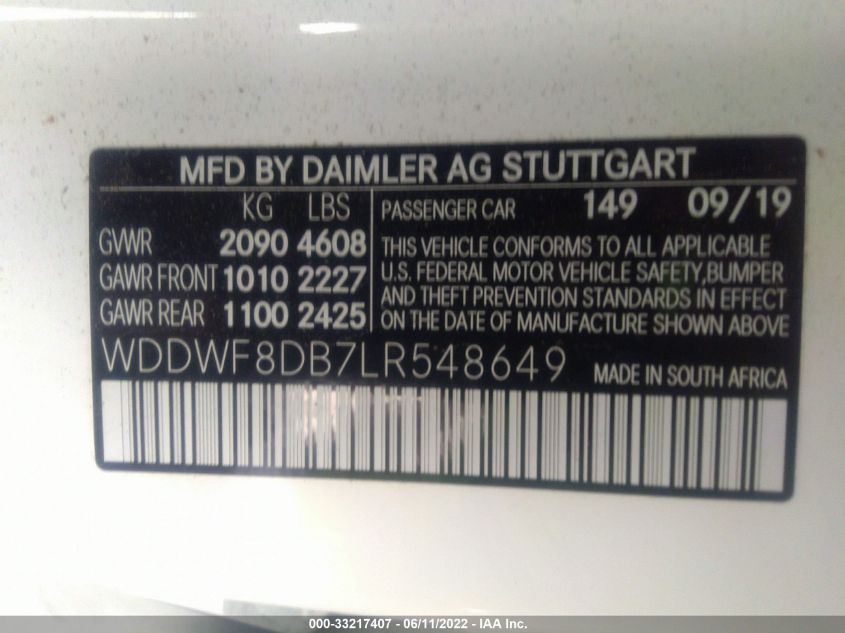 MFD BY DAIMLER AG STUTTGART
KG LBS
GVWR 2090 4608
GAWR FRONT 1010 2227
GAWR REAR 1100 2425
PASSENGER CAR 149 09/19
THIS VEHICLE CONFORMS TO ALL APPLICABLE
U.S. FEDERAL MOTOR VEHICLE SAFETY,BUMPER
AND THEFT PREVENTION STANDARDS IN EFFECT
ON THE DATE OF MANUFACTURE SHOWN ABOVE
WDDWF8DB7LR548649 MADE IN SOUTH AFRICA
000-33217407 - 06/11/2022 - IAA Inc.